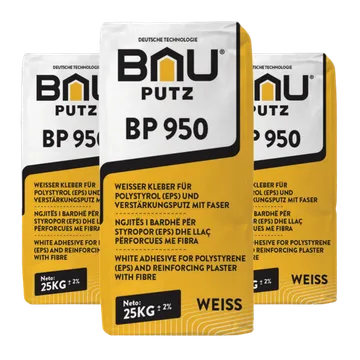 DEUTSCHE TECHNOLOGIE
BAU®
PUTZ
BP 950
WEISSER KLEBER FÜR
POLYSTYROL (EPS) UND
VERSTÄRKUNGSPUTZ MIT FASER
NGJITËS I BARDHË PËR
STYROPOR (EPS) DHE LLAÇ
PËRFORCUES ME FIBRA
WHITE ADHESIVE FOR POLYSTYRENE
(EPS) AND REINFORCING PLASTER
WITH FIBRE
Neto:
25KG ± 2%
WEISS